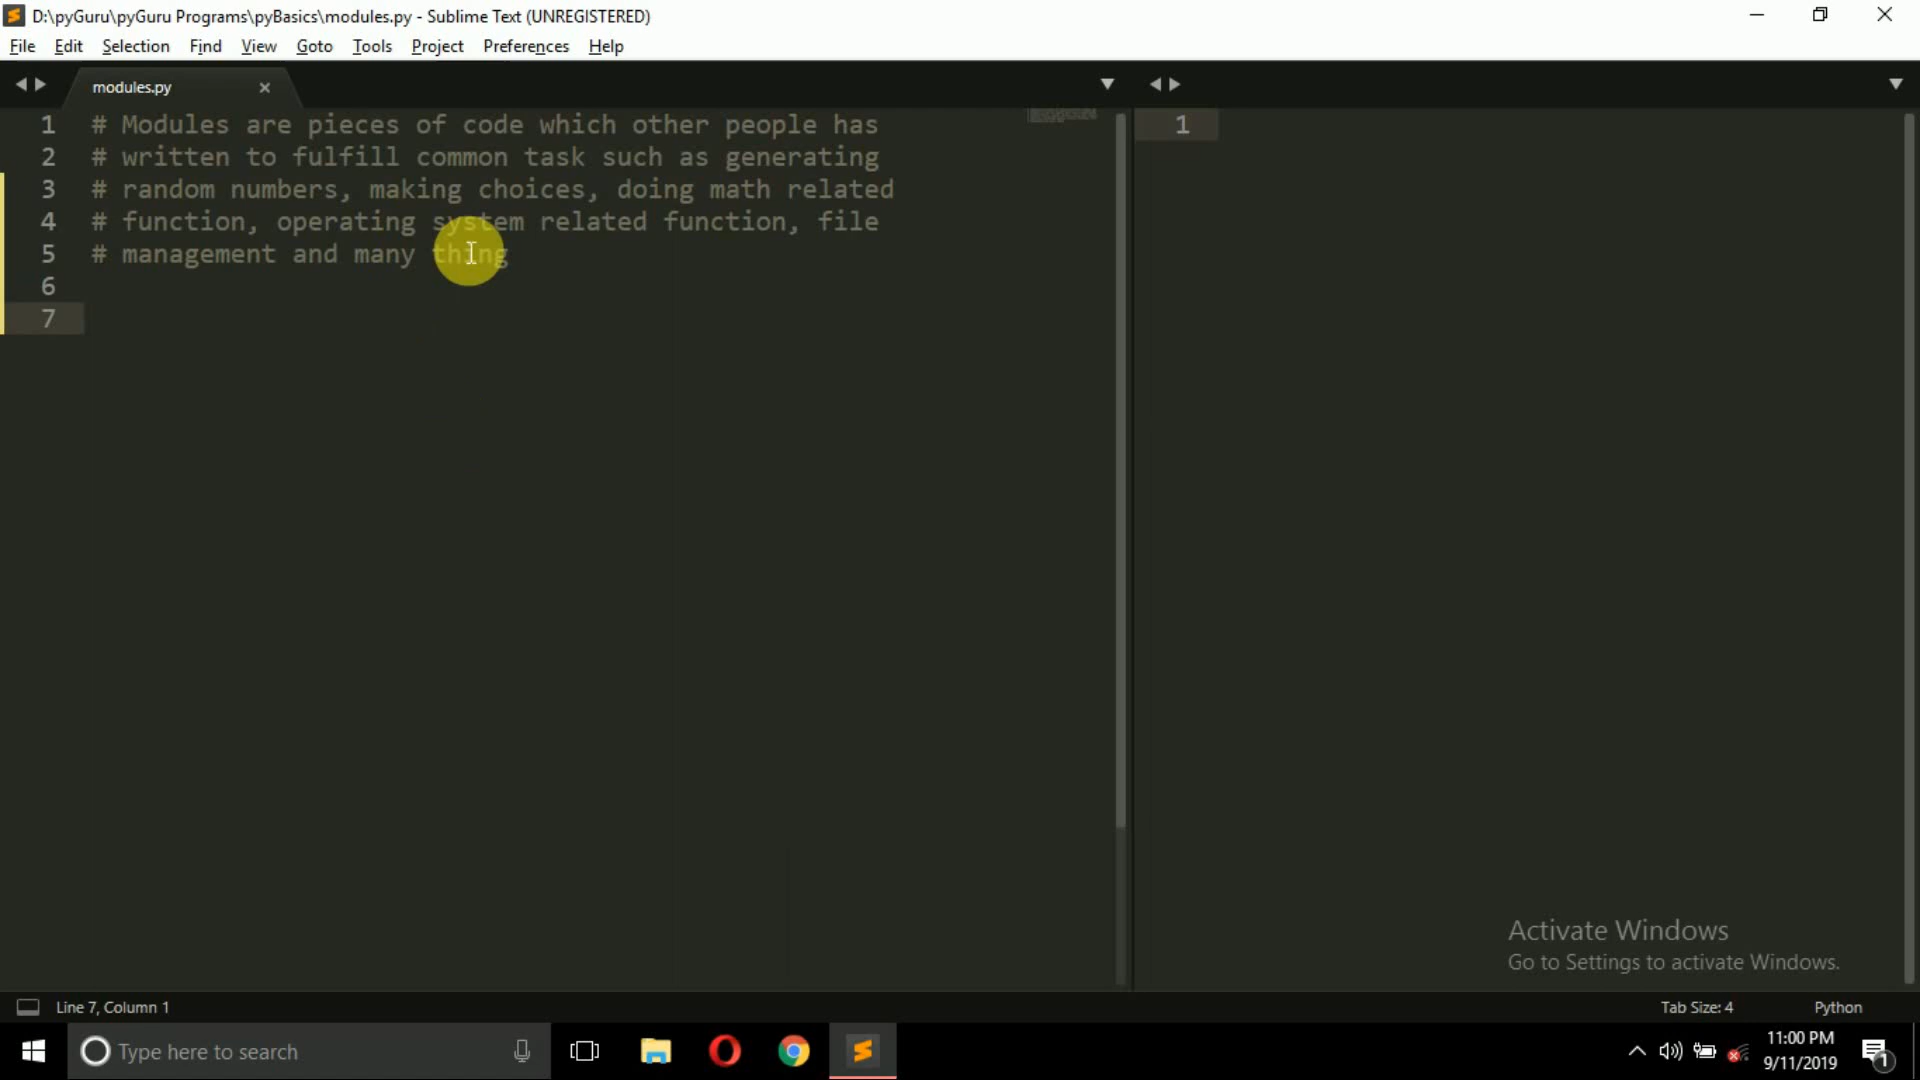 D:\pyGuru\pyGuru Programs\pyBasics\modules.py - Sublime Text (UNREGISTERED)
File Edit Selection Find View Goto Tools Project Preferences Help
modules.py
1 # Modules are pieces of code which other people has
2 # written to fulfill common task such as generating
3 # random numbers, making choices, doing math related
4 # function, operating system related function, file
5 # management and many thing
6
7
1
Activate Windows
Go to Settings to activate Windows.
Line 7, Column 1
Tab Size: 4
Python
Type here to search
11:00 PM
9/11/2019
1